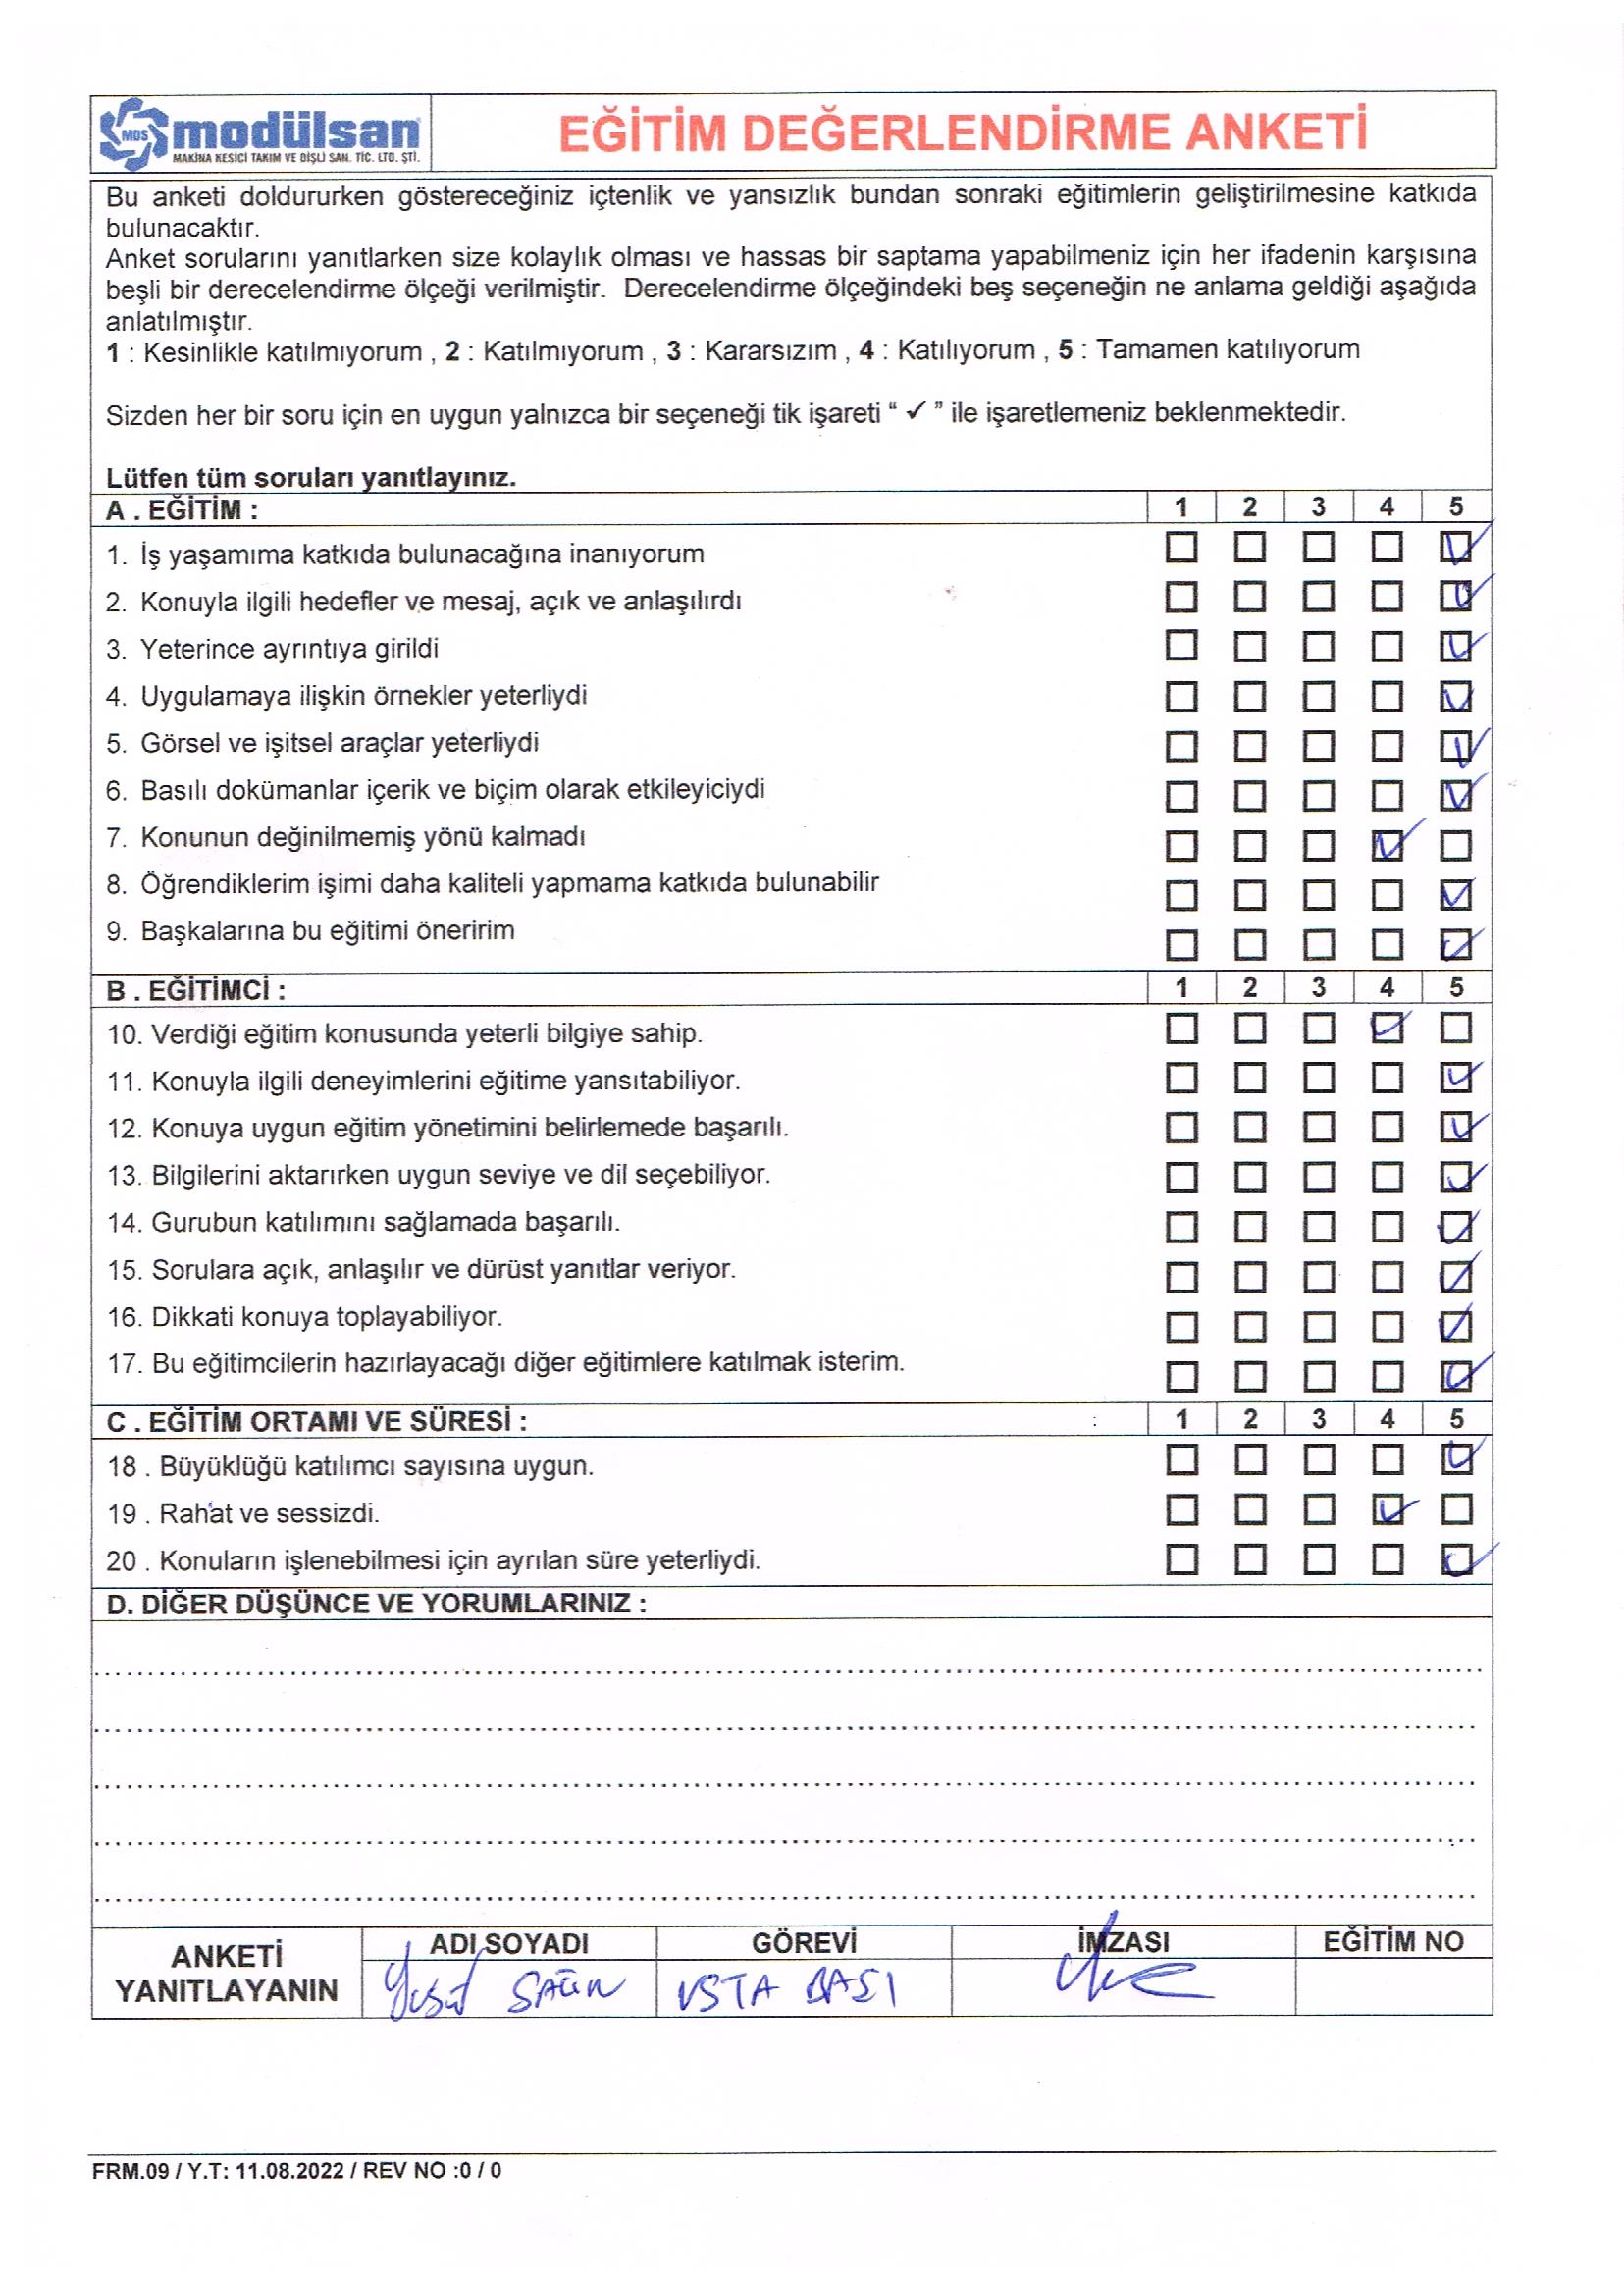 MDS modülsan
MAKİNA KESİCİ TAKIM VE DİŞLİ SAN. TİC. LTD. ŞTİ.
EĞİTİM DEĞERLENDİRME ANKETİ
Bu anketi doldururken göstereceğiniz içtenlik ve yansızlık bundan sonraki eğitimlerin geliştirilmesine katkıda
bulunacaktır.
Anket sorularını yanıtlarken size kolaylık olması ve hassas bir saptama yapabilmeniz için her ifadenin karşısına
beşli bir derecelendirme ölçeği verilmiştir. Derecelendirme ölçeğindeki beş seçeneğin ne anlama geldiği aşağıda
anlatılmıştır.
1 : Kesinlikle katılmıyorum , 2 : Katılmıyorum , 3 : Kararsızım , 4 : Katılıyorum , 5 : Tamamen katılıyorum
Sizden her bir soru için en uygun yalnızca bir seçeneği tik işareti “ ✓ ” ile işaretlemeniz beklenmektedir.
Lütfen tüm soruları yanıtlayınız.
A . EĞİTİM : 1 2 3 4 5
1. İş yaşamıma katkıda bulunacağına inanıyorum
2. Konuyla ilgili hedefler ve mesaj, açık ve anlaşılırdı
3. Yeterince ayrıntıya girildi
4. Uygulamaya ilişkin örnekler yeterliydi
5. Görsel ve işitsel araçlar yeterliydi
6. Basılı dokümanlar içerik ve biçim olarak etkileyiciydi
7. Konunun değinilmemiş yönü kalmadı
8. Öğrendiklerim işimi daha kaliteli yapmama katkıda bulunabilir
9. Başkalarına bu eğitimi öneririm
B . EĞİTİMCİ : 1 2 3 4 5
10. Verdiği eğitim konusunda yeterli bilgiye sahip.
11. Konuyla ilgili deneyimlerini eğitime yansıtabiliyor.
12. Konuya uygun eğitim yönetimini belirlemede başarılı.
13. Bilgilerini aktarırken uygun seviye ve dil seçebiliyor.
14. Gurubun katılımını sağlamada başarılı.
15. Sorulara açık, anlaşılır ve dürüst yanıtlar veriyor.
16. Dikkati konuya toplayabiliyor.
17. Bu eğitimcilerin hazırlayacağı diğer eğitimlere katılmak isterim.
C . EĞİTİM ORTAMI VE SÜRESİ : 1 2 3 4 5
18 . Büyüklüğü katılımcı sayısına uygun.
19 . Rahat ve sessizdi.
20 . Konuların işlenebilmesi için ayrılan süre yeterliydi.
D. DİĞER DÜŞÜNCE VE YORUMLARINIZ :
ANKETİ YANITLAYANIN
ADI SOYADI GÖREVİ İMZASI EĞİTİM NO
Yusuf USTA BAŞI
FRM.09 / Y.T: 11.08.2022 / REV NO :0 / 0